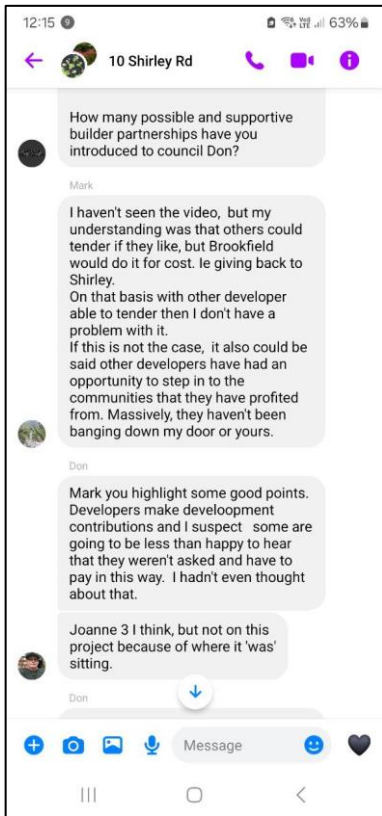 12:15 9 63%
10 Shirley Rd
How many possible and supportive
builder partnerships have you
introduced to council Don?
Mark
I haven't seen the video, but my
understanding was that others could
tender if they like, but Brookfield
would do it for cost. Ie giving back to
Shirley.
On that basis with other developer
able to tender then I don't have a
problem with it.
If this is not the case, it also could be
said other developers have had an
opportunity to step in to the
communities that they have profited
from. Massively, they haven't been
banging down my door or yours.
Don
Mark you highlight some good points.
Developers make develoopment
contributions and I suspect some are
going to be less than happy to hear
that they weren't asked and have to
pay in this way. I hadn't even thought
about that.
Joanne 3 I think, but not on this
project because of where it 'was'
sitting.
Don
Message